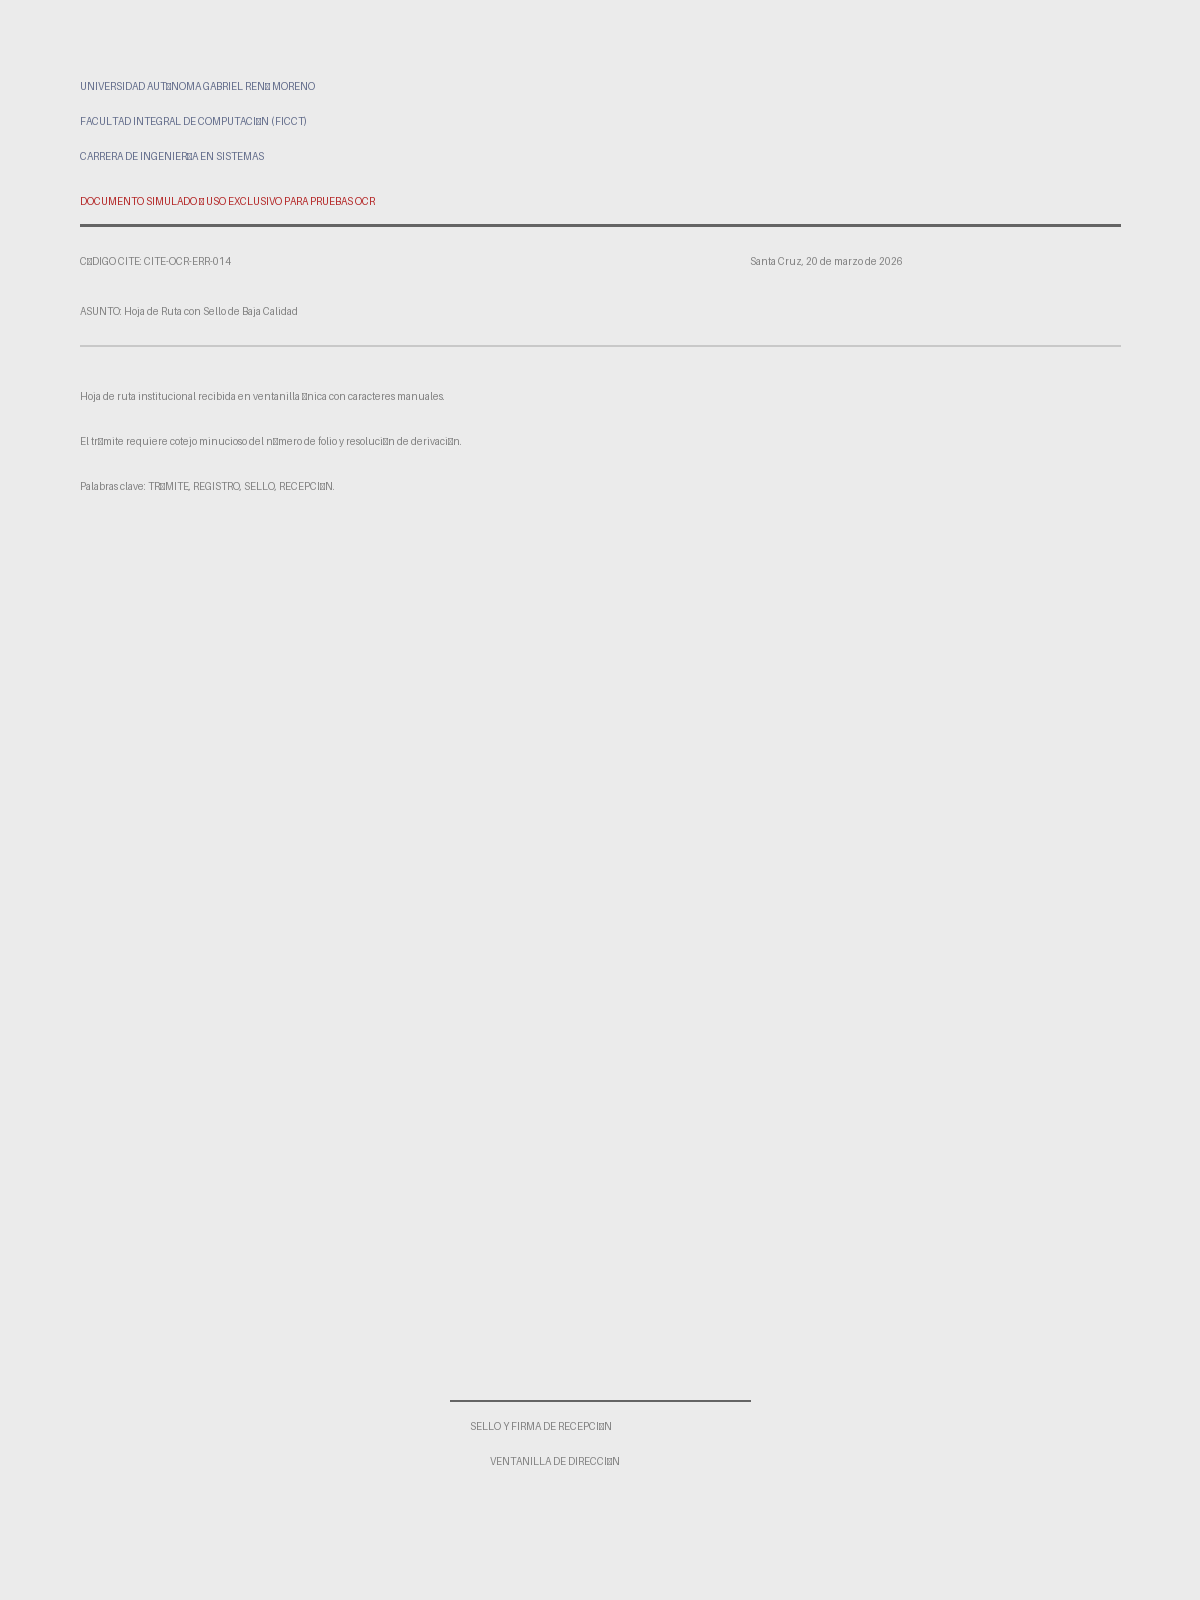 UNIVERSIDAD AUT▯NOMA GABRIEL REN▯ MORENO
FACULTAD INTEGRAL DE COMPUTACI▯N (FICCT)
CARRERA DE INGENIER▯A EN SISTEMAS
DOCUMENTO SIMULADO ▯ USO EXCLUSIVO PARA PRUEBAS OCR
C▯DIGO CITE: CITE-OCR-ERR-014 Santa Cruz, 20 de marzo de 2026
ASUNTO: Hoja de Ruta con Sello de Baja Calidad
Hoja de ruta institucional recibida en ventanilla ▯nica con caracteres manuales.
El tr▯mite requiere cotejo minucioso del n▯mero de folio y resoluci▯n de derivaci▯n.
Palabras clave: TR▯MITE, REGISTRO, SELLO, RECEPCI▯N.
SELLO Y FIRMA DE RECEPCI▯N
VENTANILLA DE DIRECCI▯N